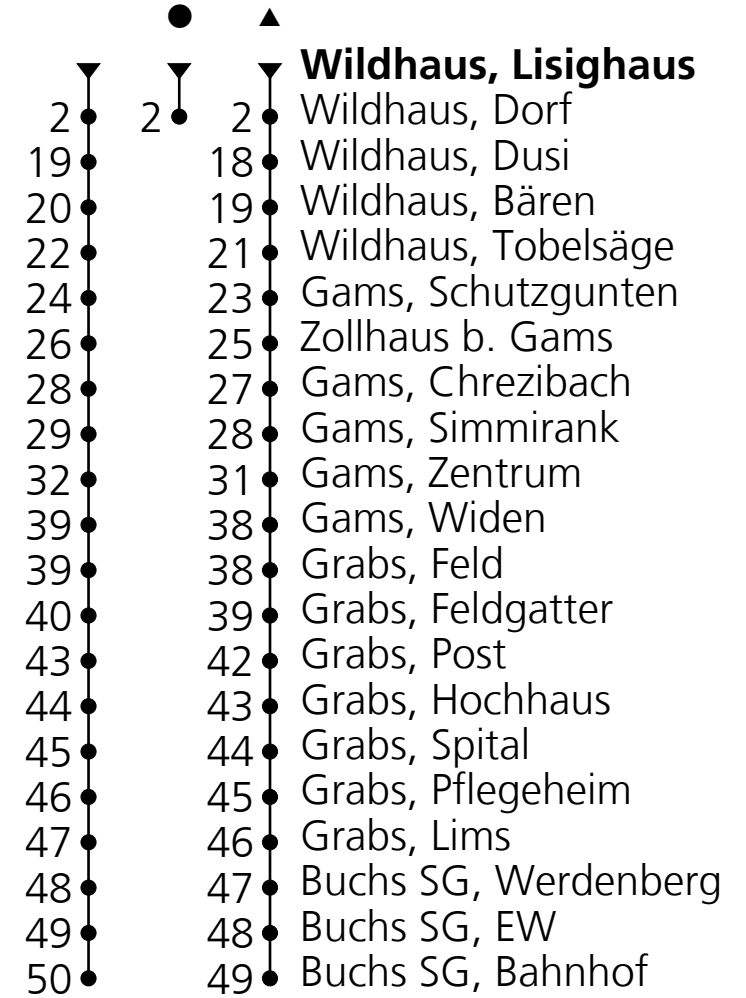 ● ▲
Wildhaus, Lisighaus
2 2 2 Wildhaus, Dorf
19 18 Wildhaus, Dusi
20 19 Wildhaus, Bären
22 21 Wildhaus, Tobelsäge
24 23 Gams, Schutzgunten
26 25 Zollhaus b. Gams
28 27 Gams, Chrezibach
29 28 Gams, Simmirank
32 31 Gams, Zentrum
39 38 Gams, Widen
39 38 Grabs, Feld
40 39 Grabs, Feldgatter
43 42 Grabs, Post
44 43 Grabs, Hochhaus
45 44 Grabs, Spital
46 45 Grabs, Pflegeheim
47 46 Grabs, Lims
48 47 Buchs SG, Werdenberg
49 48 Buchs SG, EW
50 49 Buchs SG, Bahnhof